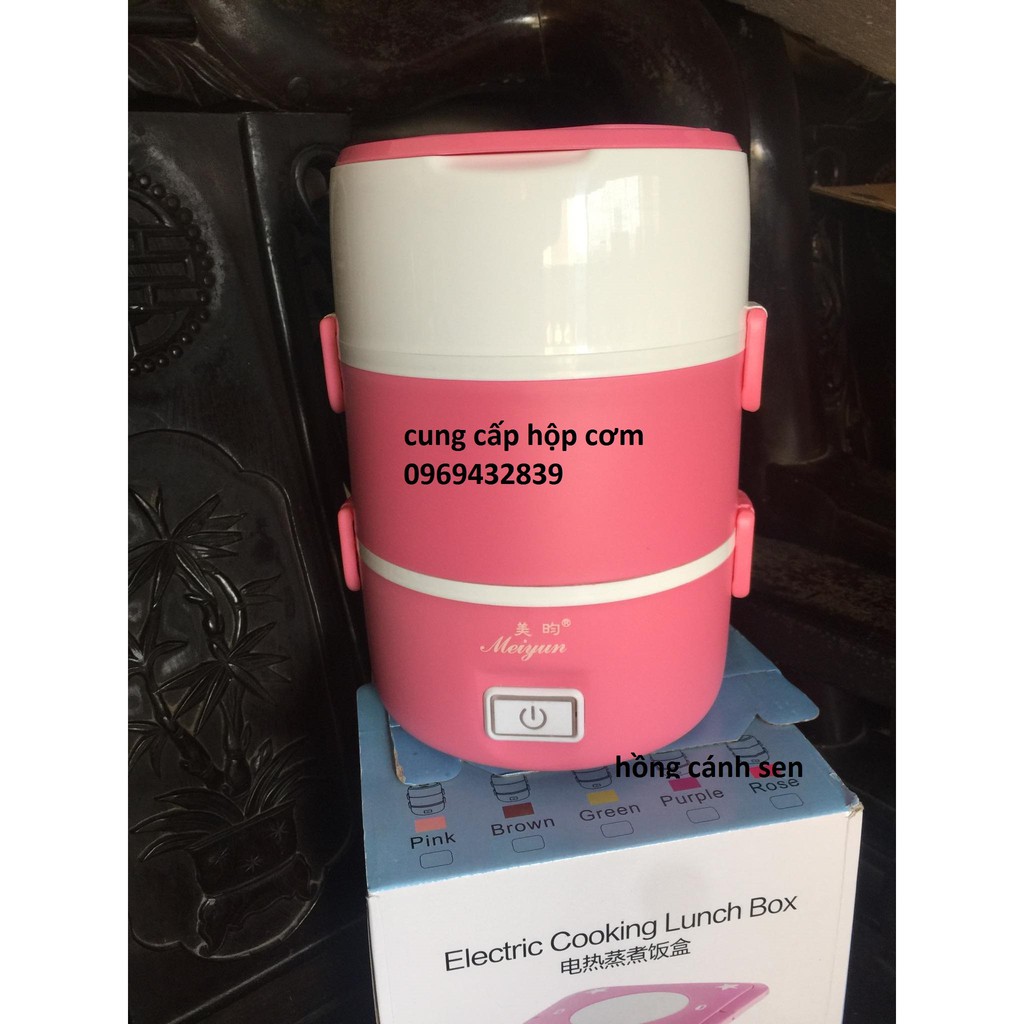 cung cấp hộp cơm
0969432839
美昀®
Meiyun
hồng cánh sen
Pink
Brown
Green
Purple
Rose
Electric Cooking Lunch Box
电热蒸煮饭盒